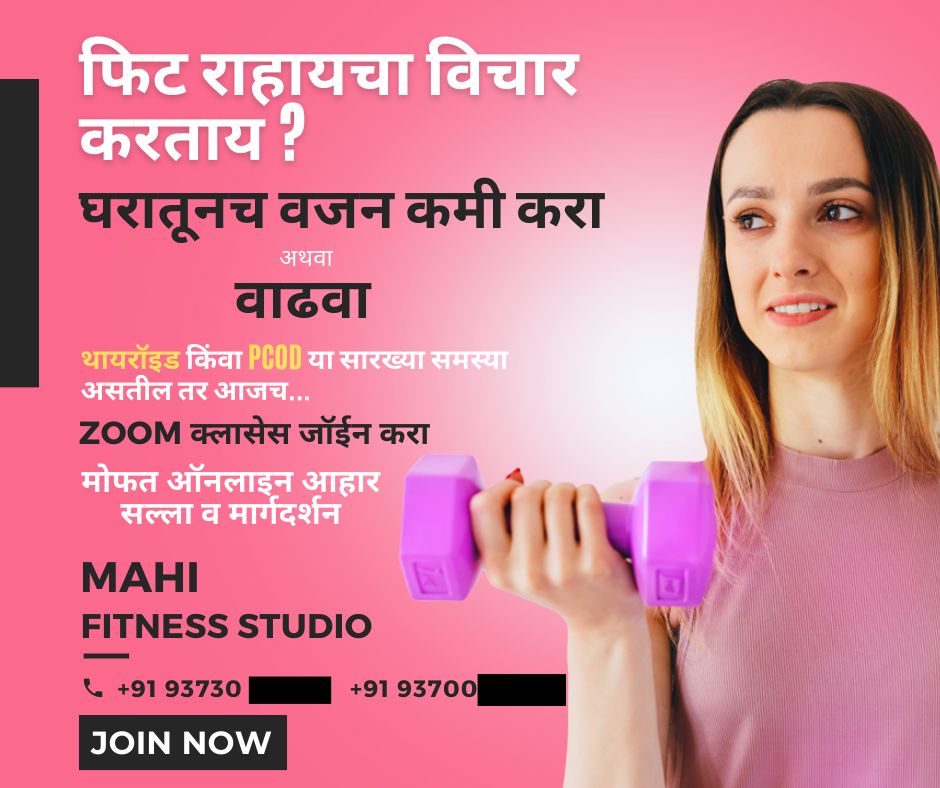 फिट राहायचा विचार
करताय ?
घरातूनच वजन कमी करा
अथवा
वाढवा
थायरॉइड किंवा PCOD या सारख्या समस्या
असतील तर आजच...
ZOOM क्लासेस जॉईन करा
मोफत ऑनलाइन आहार
सल्ला व मार्गदर्शन
MAHI
FITNESS STUDIO
+91 93730 +91 93700
JOIN NOW